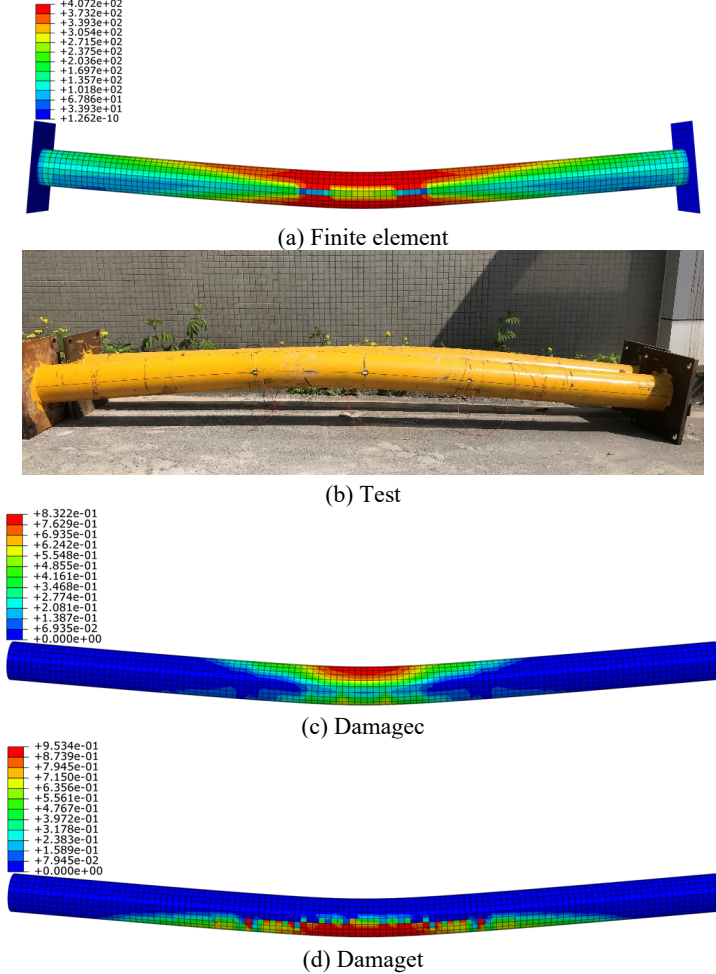 +4.072e+02
+3.732e+02
+3.393e+02
+3.054e+02
+2.715e+02
+2.375e+02
+2.036e+02
+1.697e+02
+1.357e+02
+1.018e+02
+6.786e+01
+3.393e+01
+1.262e-10
(a) Finite element
(b) Test
+8.322e-01
+7.629e-01
+6.935e-01
+6.242e-01
+5.548e-01
+4.855e-01
+4.161e-01
+3.468e-01
+2.774e-01
+2.081e-01
+1.387e-01
+6.935e-02
+0.000e+00
(c) Damagec
+9.534e-01
+8.739e-01
+7.945e-01
+7.150e-01
+6.356e-01
+5.561e-01
+4.767e-01
+3.972e-01
+3.178e-01
+2.383e-01
+1.589e-01
+7.945e-02
+0.000e+00
(d) Damaget